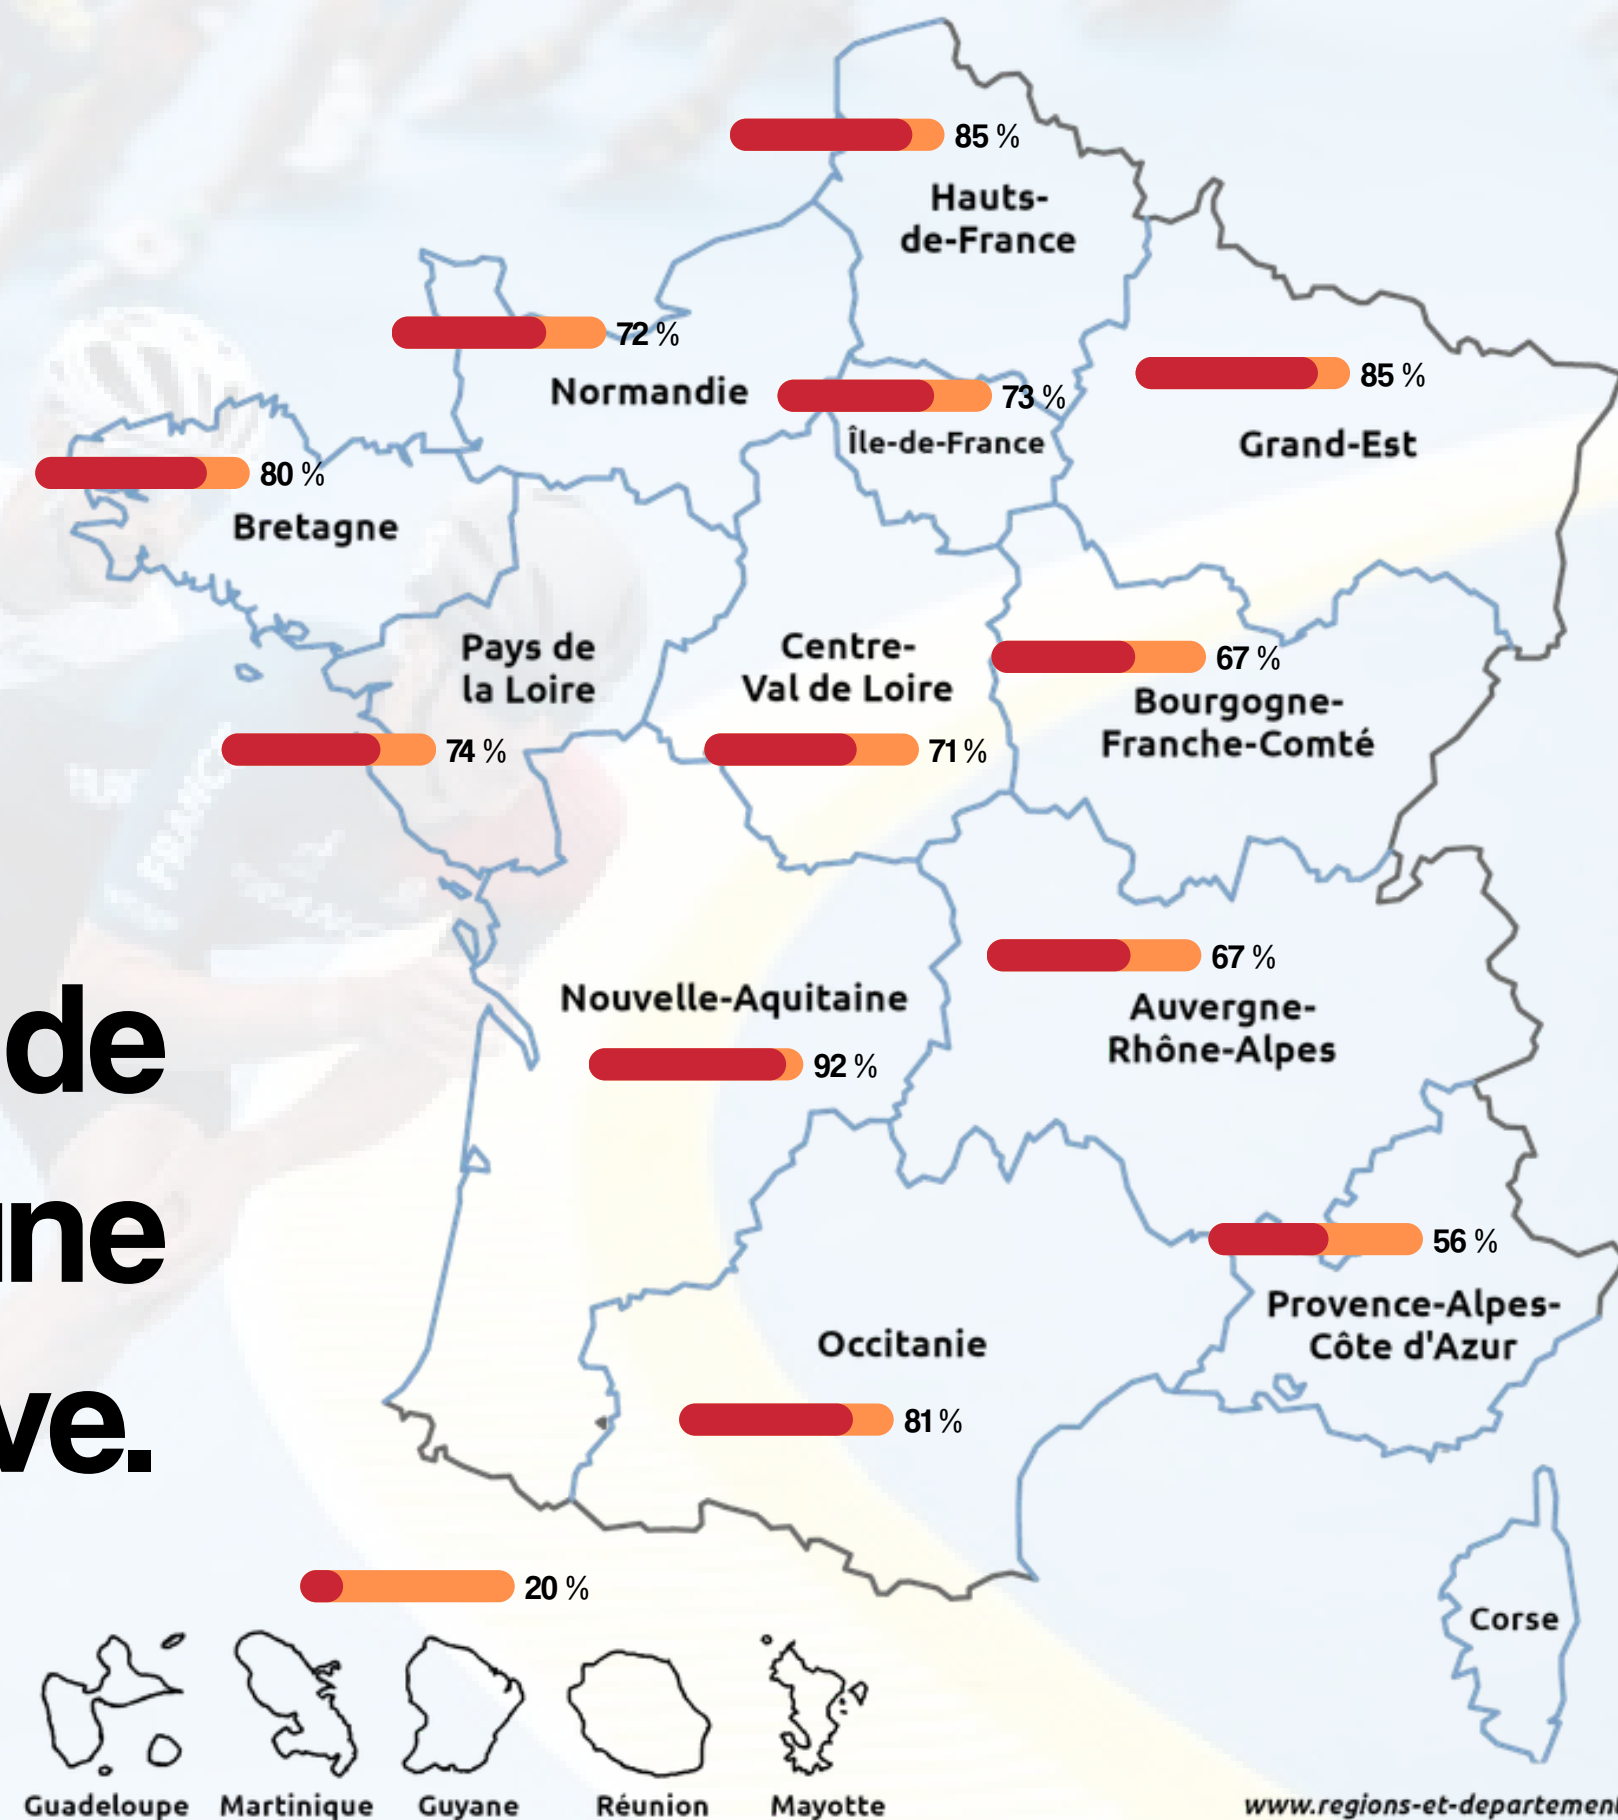 85 %
Hauts-
de-France
72 %
Normandie
73 %
Île-de-France
85 %
Grand-Est
80 %
Bretagne
Pays de
la Loire
74 %
Centre-
Val de Loire
71 %
67 %
Bourgogne-
Franche-Comté
67 %
Auvergne-
Rhône-Alpes
Nouvelle-Aquitaine
92 %
de
56 %
Provence-Alpes-
Côte d'Azur
Occitanie
81 %
20 %
Corse
Guadeloupe
Martinique
Guyane
Réunion
Mayotte
FRANC